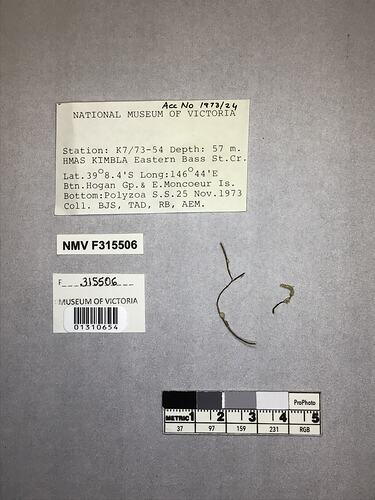 Acc No 1973/24
NATIONAL MUSEUM OF VICTORIA
Station: K7/73-54 Depth: 57 m.
HMAS KIMBLA Eastern Bass St.Cr.
Lat.39°8.4'S Long:146°44'E
Btn.Hogan Gp.& E.Moncoeur Is.
Bottom:Polyzoa S.S.25 Nov.1973
Coll. BJS, TAD, RB, AEM.
NMV F315506
F 315506
MUSEUM OF VICTORIA
01310654
ProPhoto
METRIC 1 2 3 4 5
37 97 159 231 RGB